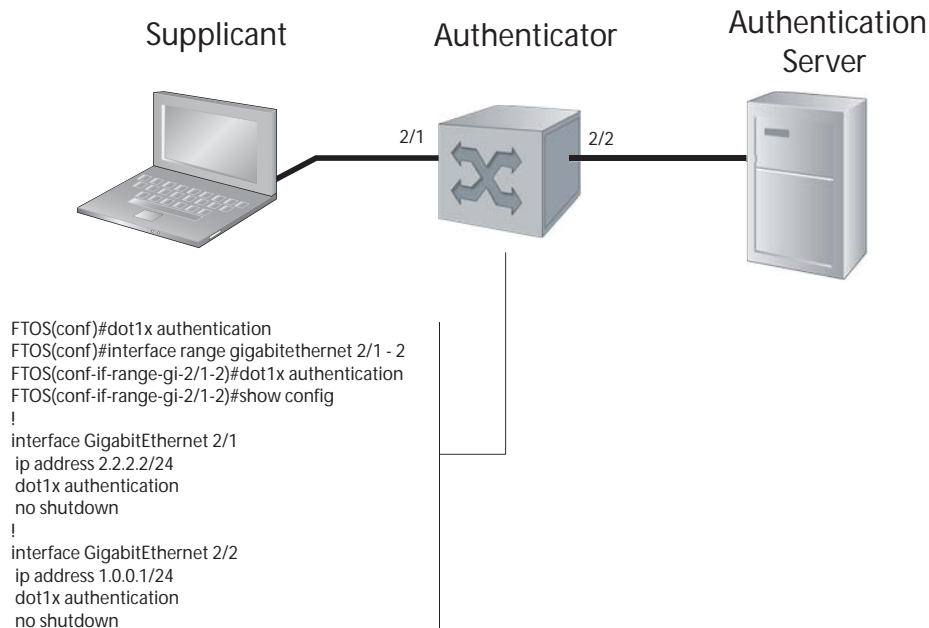 Supplicant
Authenticator
Authentication
Server
2/1
2/2
FTOS(conf)#dot1x authentication
FTOS(conf)#interface range gigabitethernet 2/1 - 2
FTOS(conf-if-range-gi-2/1-2)#dot1x authentication
FTOS(conf-if-range-gi-2/1-2)#show config
!
interface GigabitEthernet 2/1
ip address 2.2.2.2/24
dot1x authentication
no shutdown
!
interface GigabitEthernet 2/2
ip address 1.0.0.1/24
dot1x authentication
no shutdown